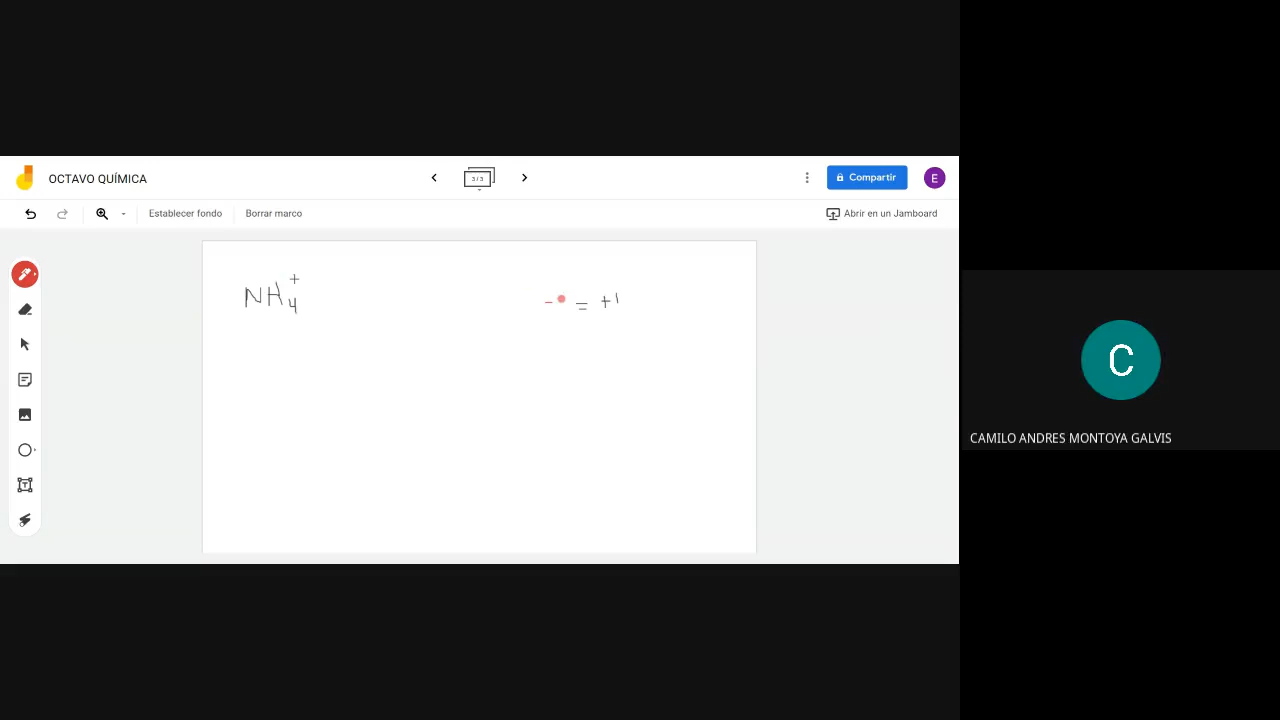 OCTAVO QUÍMICA
3 / 3
Compartir
E
Establecer fondo
Borrar marco
Abrir en un Jamboard
NH₄⁺
- = +1
T
C
CAMILO ANDRES MONTOYA GALVIS